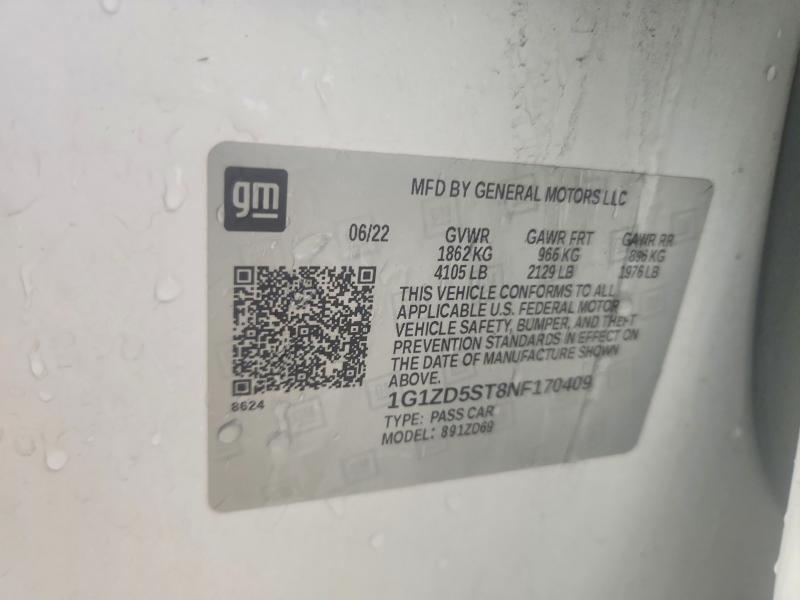 gm
MFD BY GENERAL MOTORS LLC
06/22 GVWR GAWR FRT GAWR RR
1862 KG 966 KG 896 KG
4105 LB 2129 LB 1976 LB
THIS VEHICLE CONFORMS TO ALL
APPLICABLE U.S. FEDERAL MOTOR
VEHICLE SAFETY, BUMPER, AND THEFT
PREVENTION STANDARDS IN EFFECT ON
THE DATE OF MANUFACTURE SHOWN
ABOVE.
8624
1G1ZD5ST8NF170409
TYPE: PASS CAR
MODEL: 891ZD69